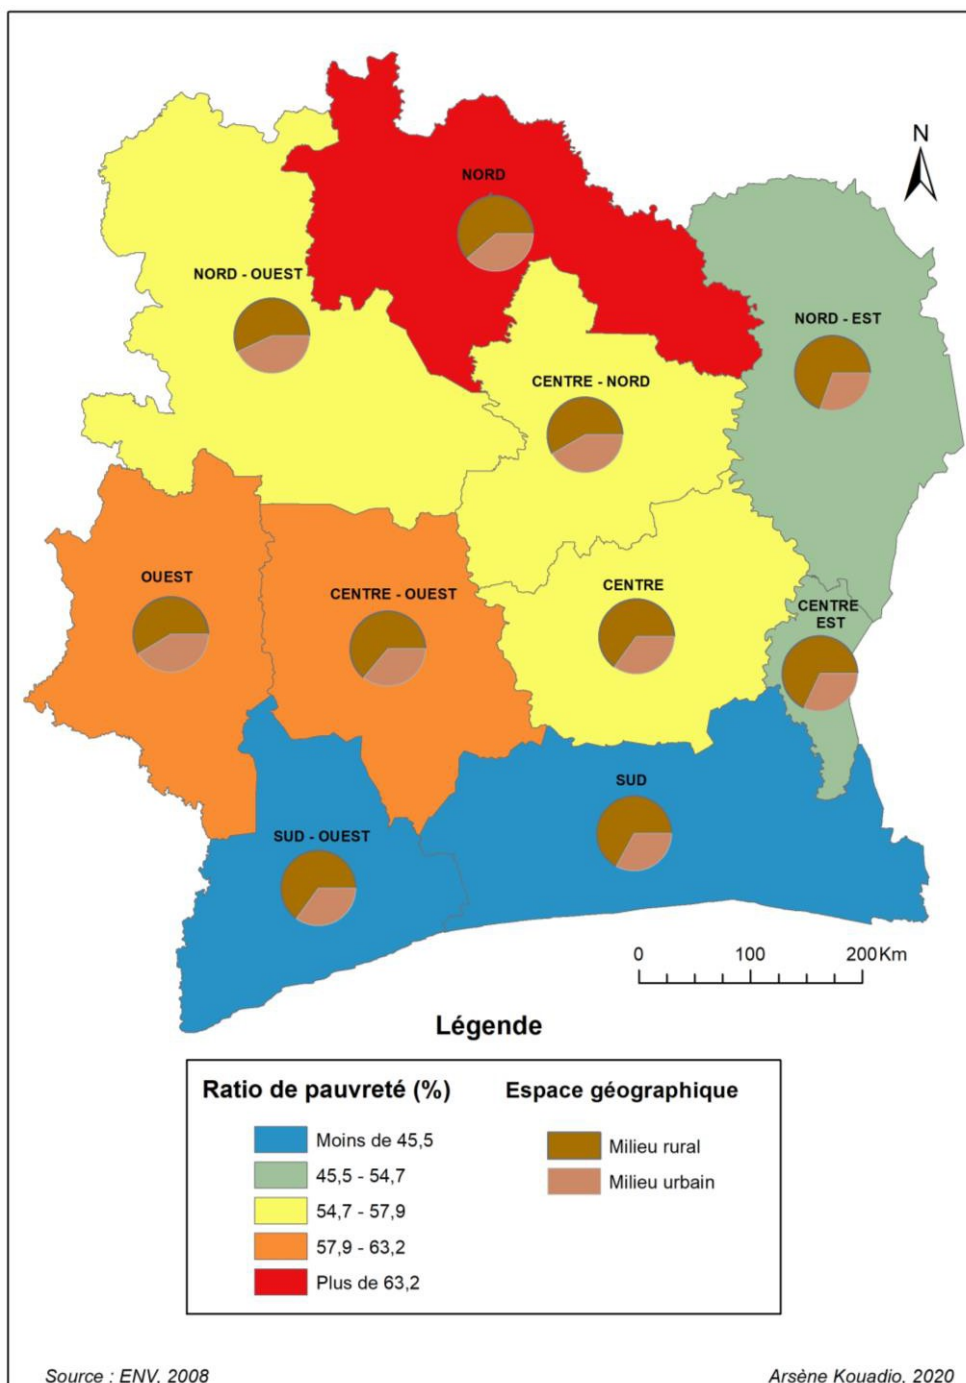 N
NORD
NORD - OUEST
NORD - EST
CENTRE - NORD
OUEST
CENTRE - OUEST
CENTRE
CENTRE
EST
SUD
SUD - OUEST
0 100 200Km
Légende
Ratio de pauvreté (%)
Moins de 45,5
45,5 - 54,7
54,7 - 57,9
57,9 - 63,2
Plus de 63,2
Espace géographique
Milieu rural
Milieu urbain
Source : ENV, 2008
Arsène Kouadio, 2020